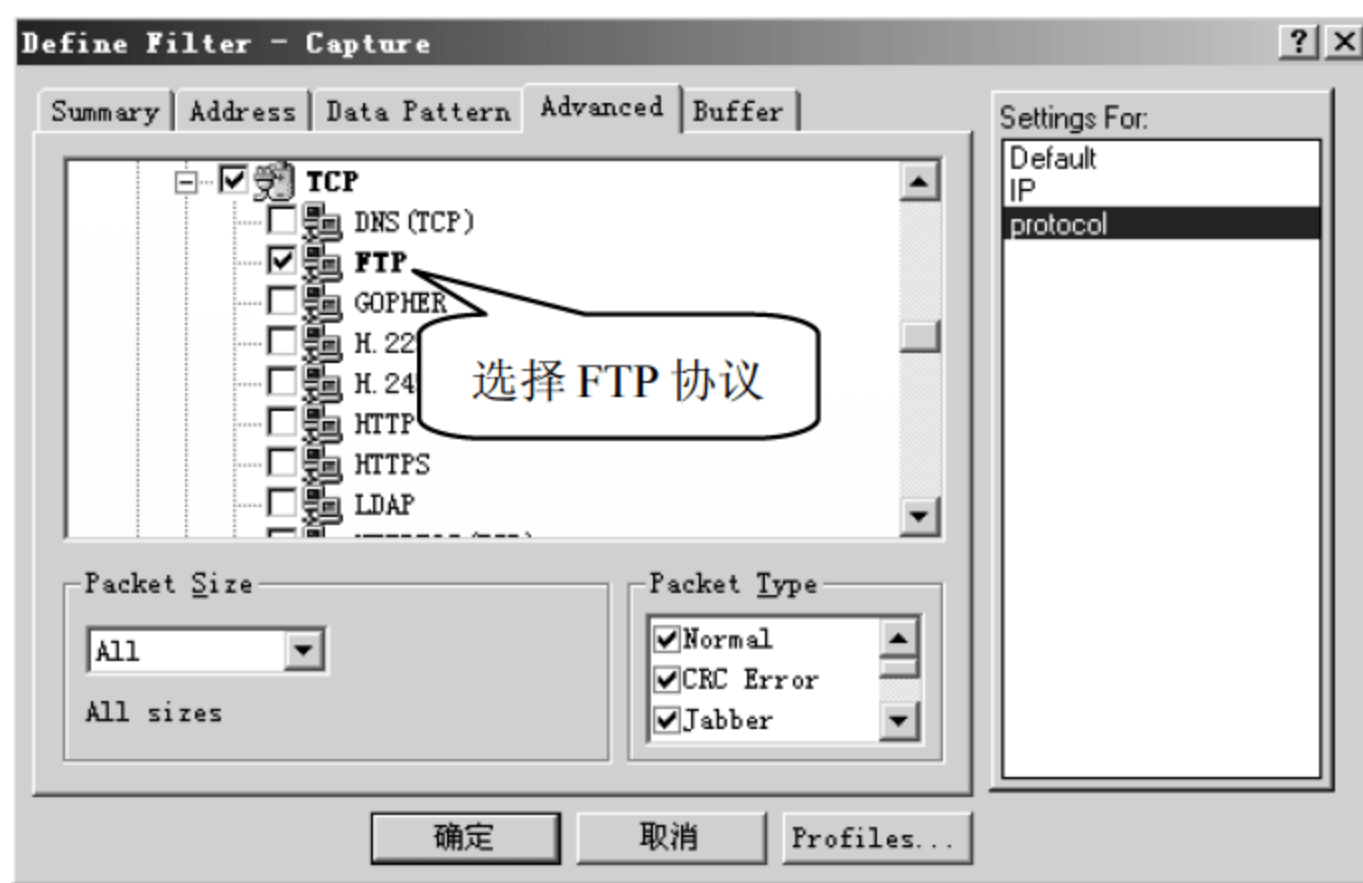 Define Filter - Capture
Summary Address Data Pattern Advanced Buffer
Settings For:
Default
IP
protocol
TCP
DNS (TCP)
FTP
GOPHER
H.22
H.24
HTTP
HTTPS
LDAP
选择 FTP 协议
Packet Size
All
All sizes
Packet Type
Normal
CRC Error
Jabber
确定 取消 Profiles...